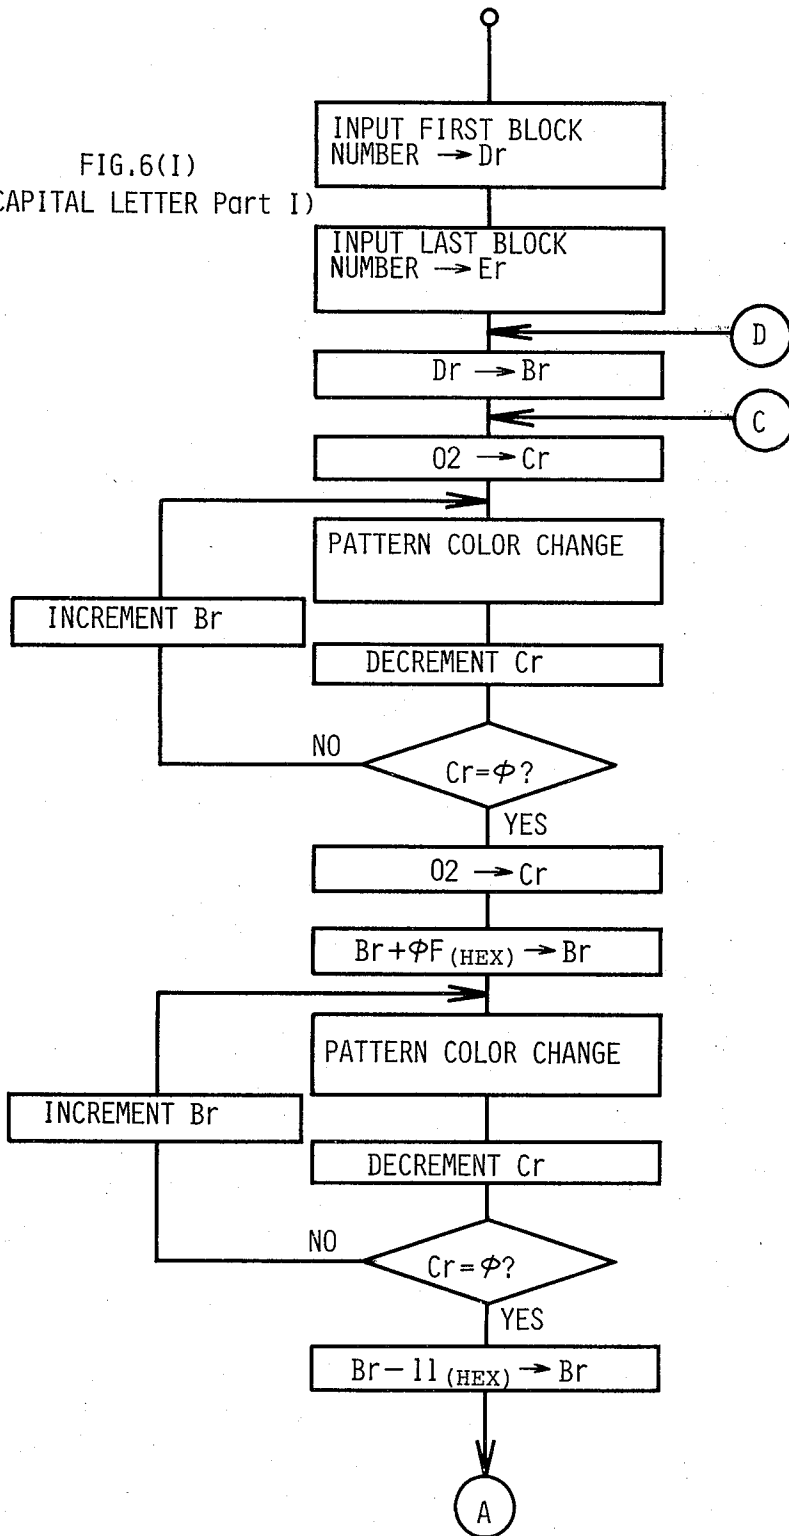 FIG.6(I)
CAPITAL LETTER Part I)
INPUT FIRST BLOCK
NUMBER → Dr
INPUT LAST BLOCK
NUMBER → Er
D
Dr → Br
C
02 → Cr
PATTERN COLOR CHANGE
INCREMENT Br
DECREMENT Cr
NO
Cr=φ?
YES
02 → Cr
Br+φF(HEX) → Br
PATTERN COLOR CHANGE
INCREMENT Br
DECREMENT Cr
NO
Cr=φ?
YES
Br-11(HEX) → Br
A